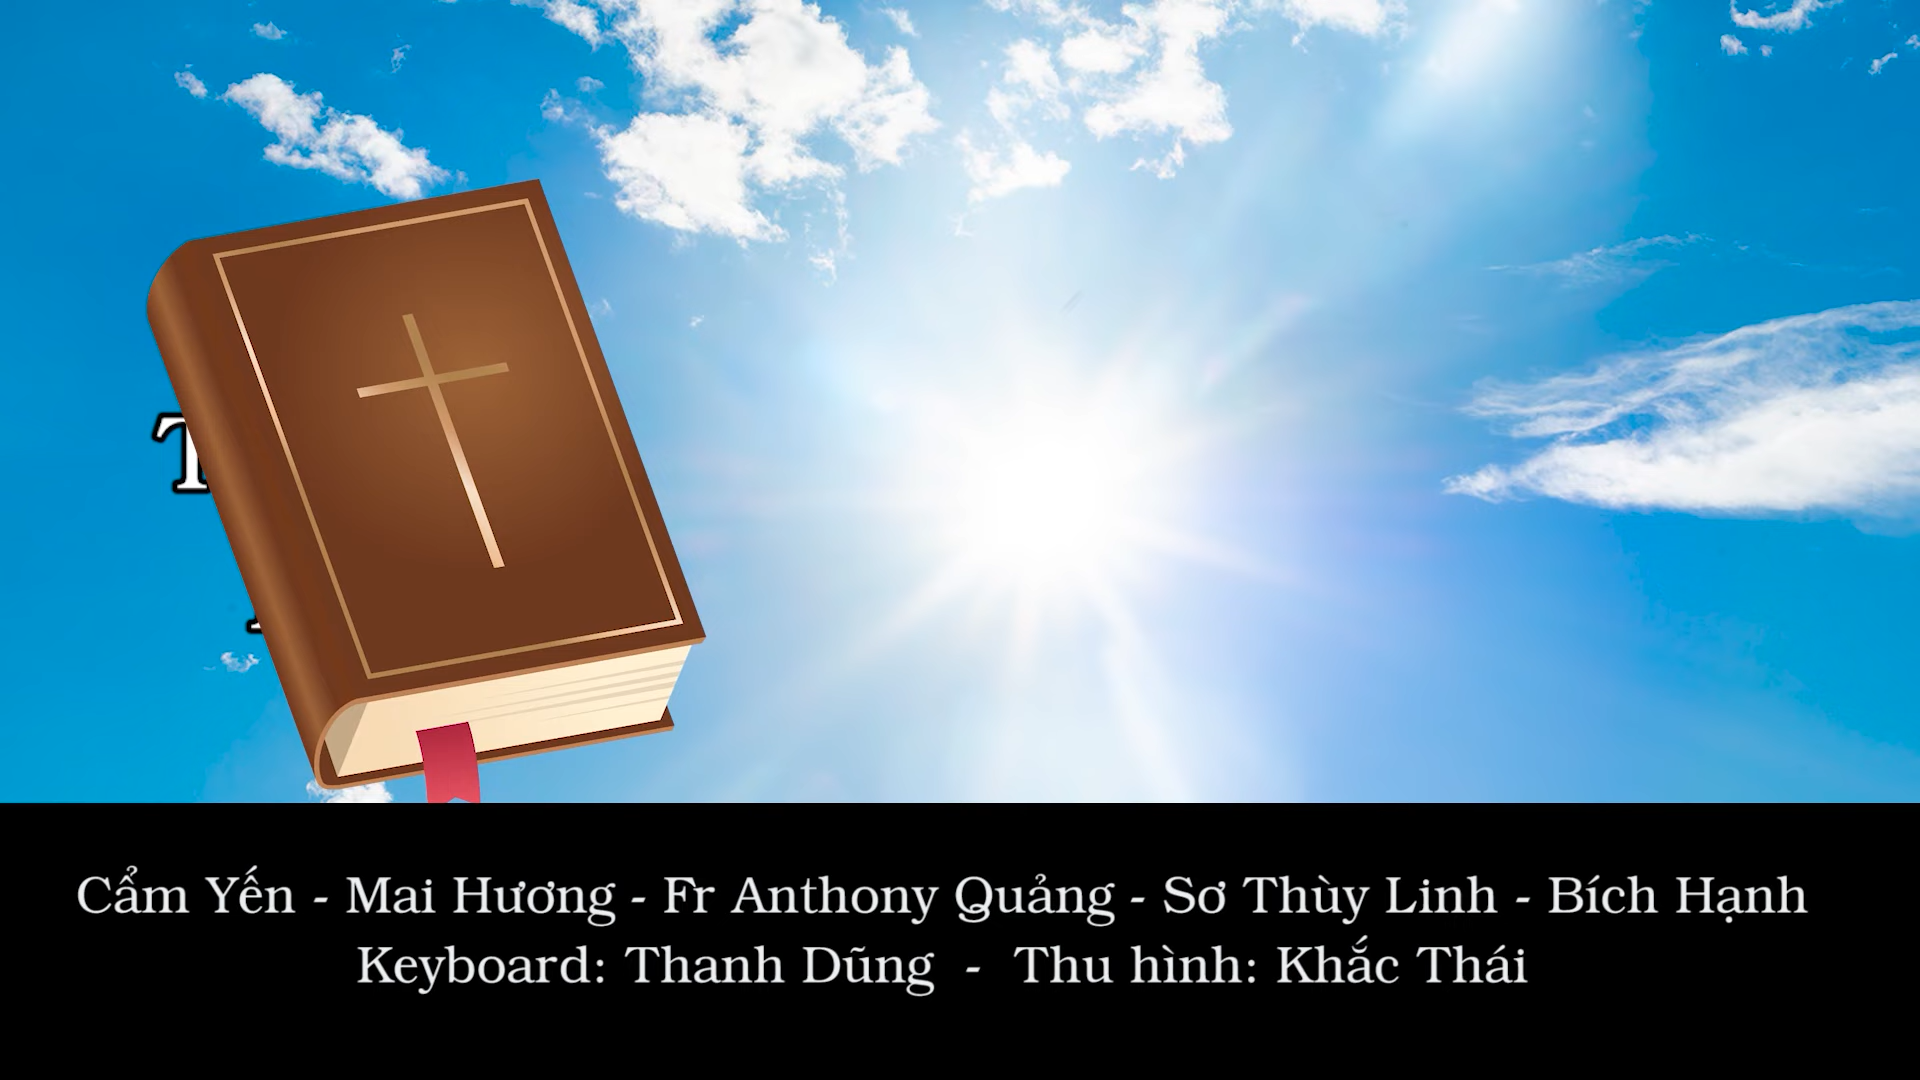 T
Cẩm Yến - Mai Hương - Fr Anthony Quảng - Sơ Thùy Linh - Bích Hạnh
Keyboard: Thanh Dũng - Thu hình: Khắc Thái